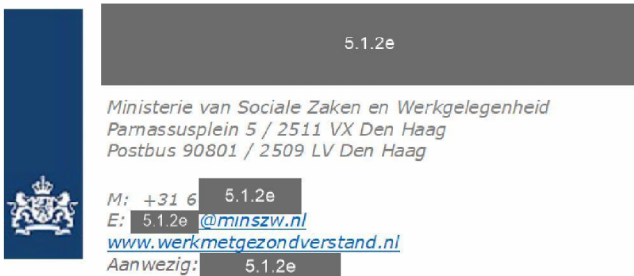 5.1.2e
Ministerie van Sociale Zaken en Werkgelegenheid
Parnassusplein 5 / 2511 VX Den Haag
Postbus 90801 / 2509 LV Den Haag
M: +31 6 5.1.2e
E: 5.1.2e @minszw.nl
www.werkmetgezondverstand.nl
Aanwezig: 5.1.2e